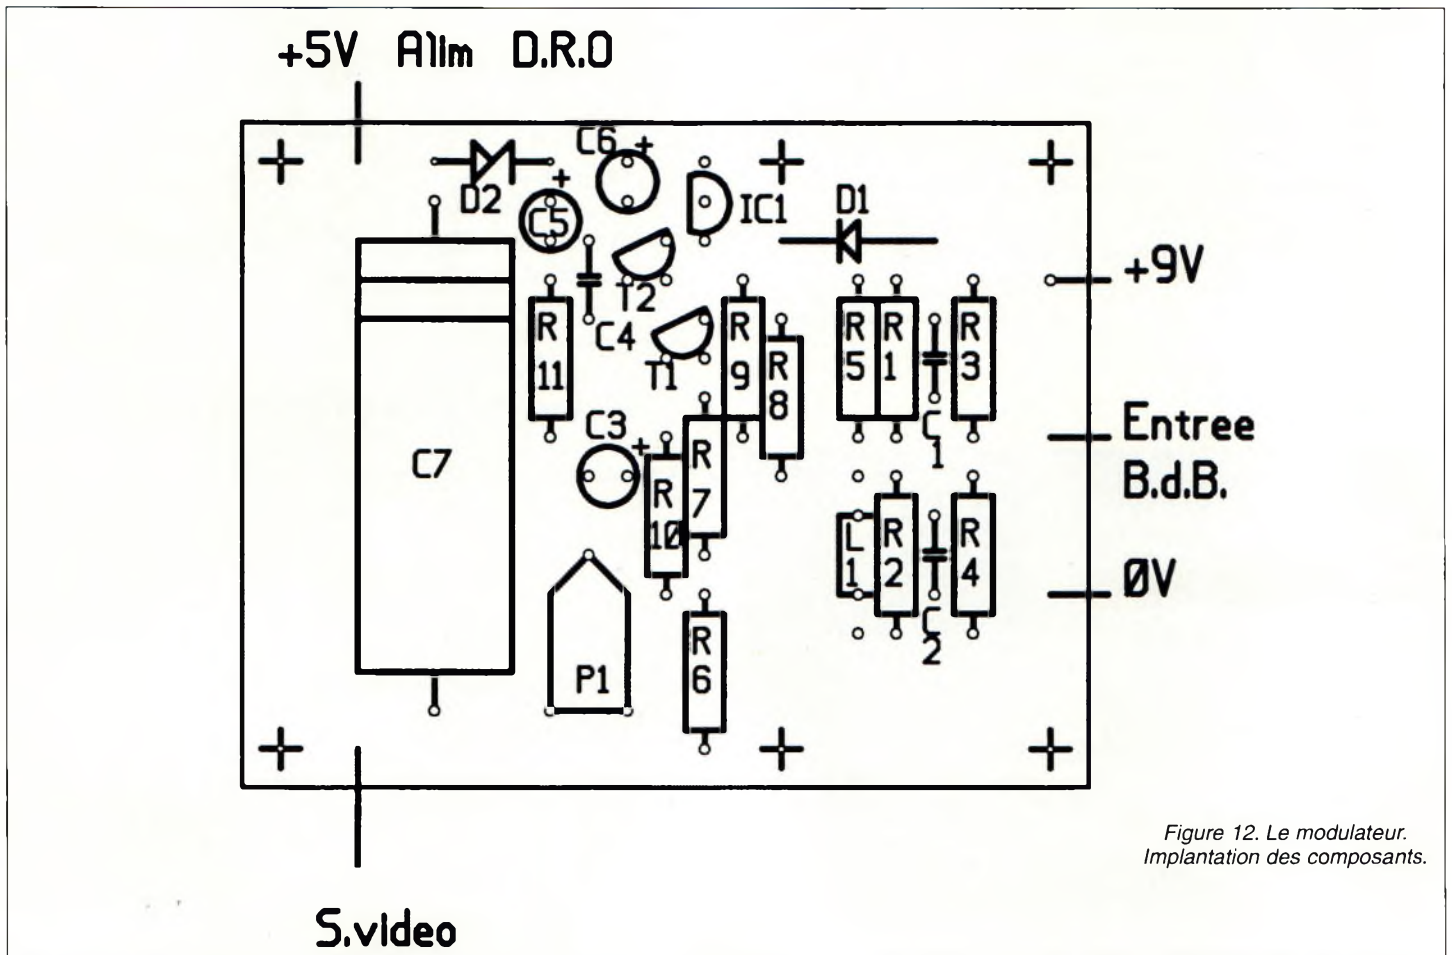 +5V Alim D.R.O
C6
+
D2
+
C5
IC1
D1
+9V
T2
C4
R
11
T1
R
9
R
8
R
5
R
1
C
1
R
3
C3
+
C7
R
10
R
7
Entree
B.d.B.
L
1
R
2
C
2
R
4
ØV
P1
R
6
Figure 12. Le modulateur.
Implantation des composants.
S.video